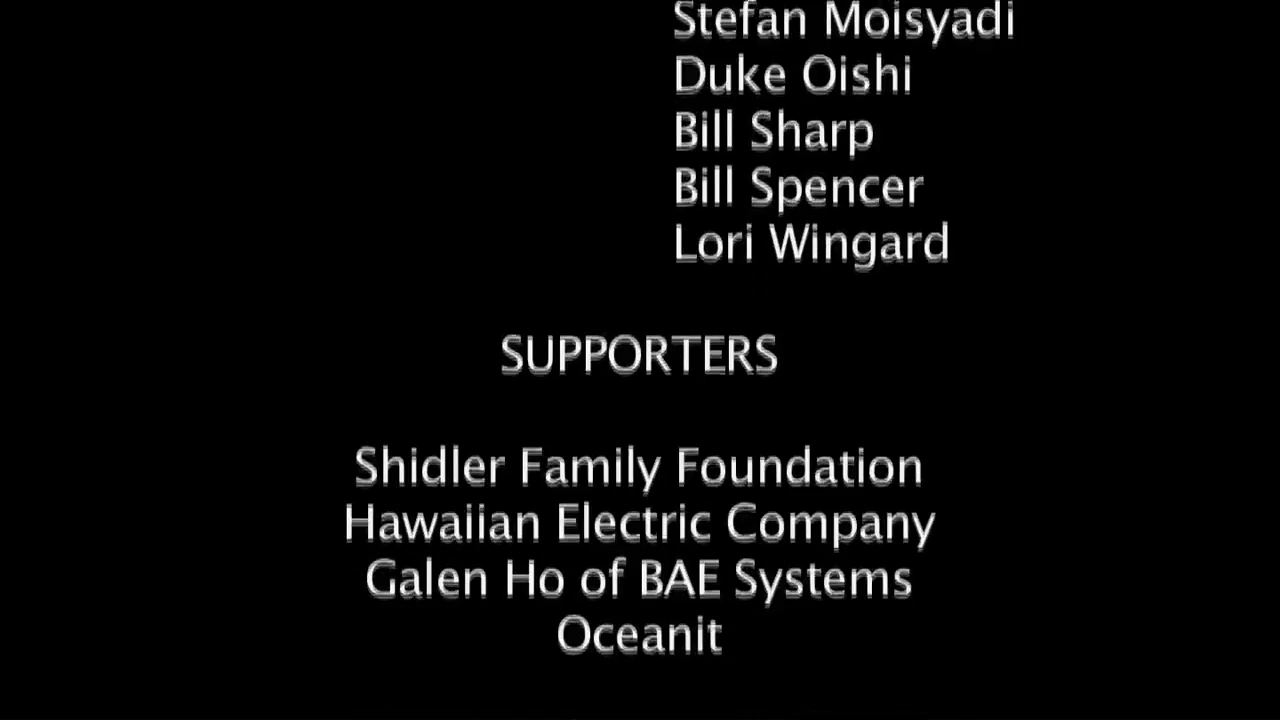 Stefan Moisyadi
Duke Oishi
Bill Sharp
Bill Spencer
Lori Wingard
SUPPORTERS
Shidler Family Foundation
Hawaiian Electric Company
Galen Ho of BAE Systems
Oceanit